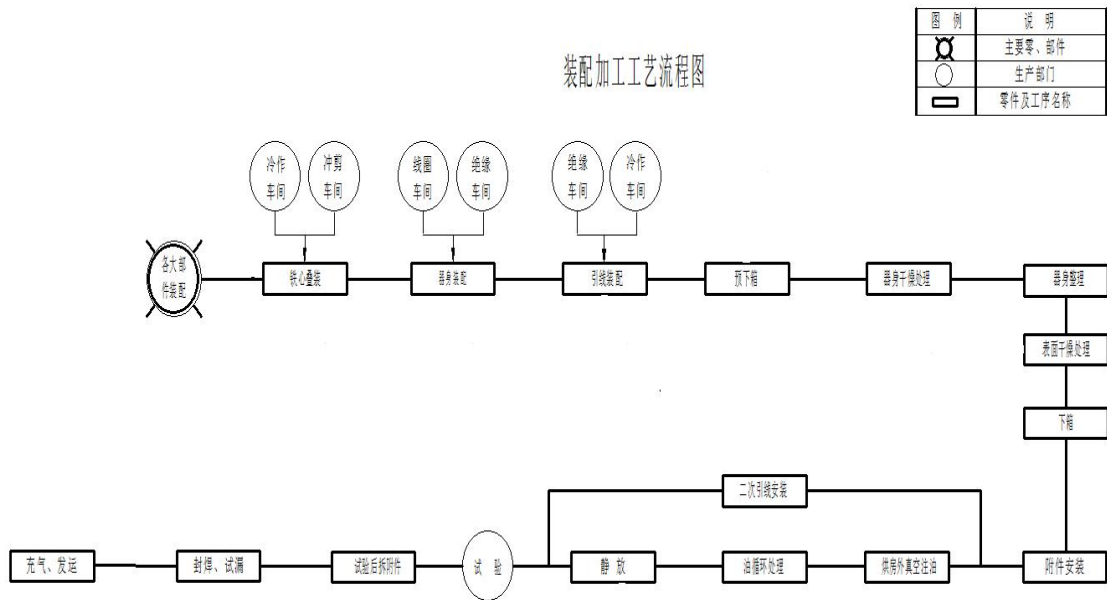 图 例 说 明
主要零、部件
生产部门
零件及工序名称
装配加工工艺流程图
冷作
车间
冲剪
车间
线圈
车间
绝缘
车间
绝缘
车间
冷作
车间
各大部
件装配
铁心叠装
器身装配
引线装配
预下箱
器身干燥处理
器身整理
表面干燥处理
下箱
二次引线安装
充气、发运
封焊、试漏
试验后拆附件
试 验
静 放
油循环处理
烘房外真空注油
附件安装